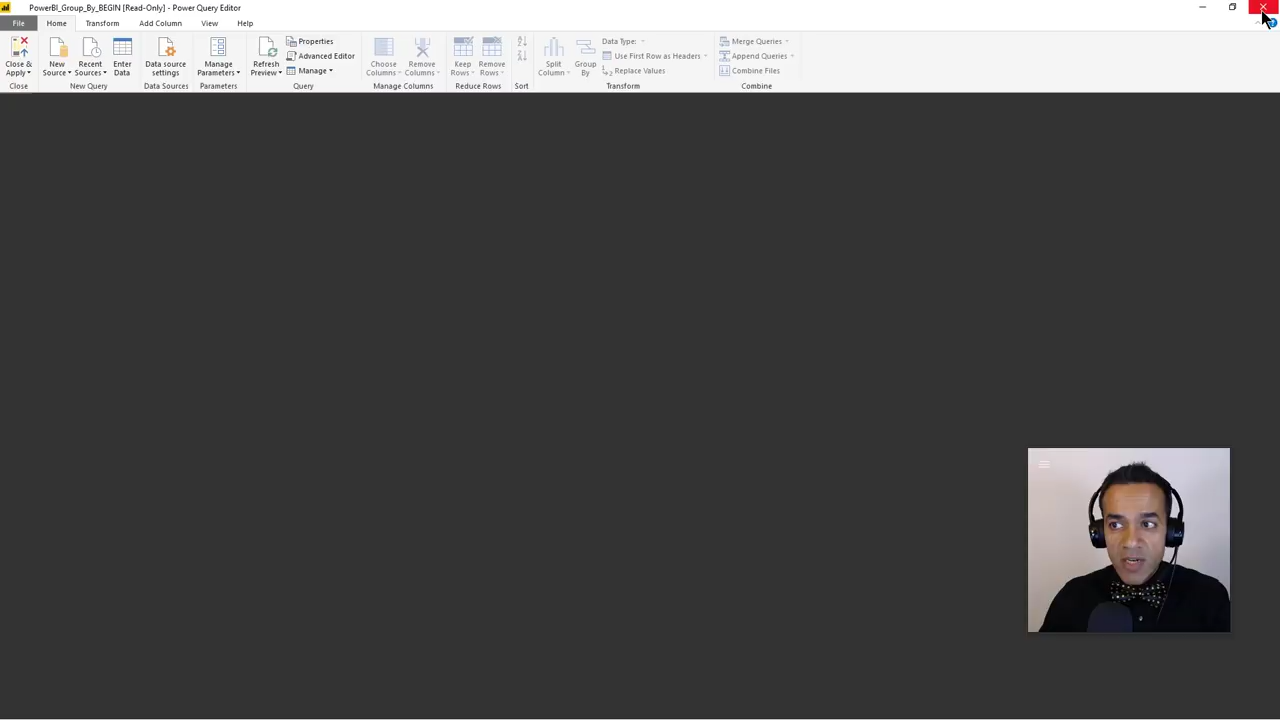 PowerBI_Group_By_BEGIN [Read-Only] - Power Query Editor
File Home Transform Add Column View Help
Close
Apply
Close
New
Source
Recent
Sources
Enter
Data
New Query
Data source
settings
Data Sources
Manage
Parameters
Parameters
Refresh
Preview
Properties
Advanced Editor
Manage
Query
Choose
Columns
Remove
Columns
Manage Columns
Keep
Rows
Remove
Rows
Reduce Rows
Sort
Split
Column
Group
By
Data Type:
Use First Row as Headers
Replace Values
Transform
Merge Queries
Append Queries
Combine Files
Combine